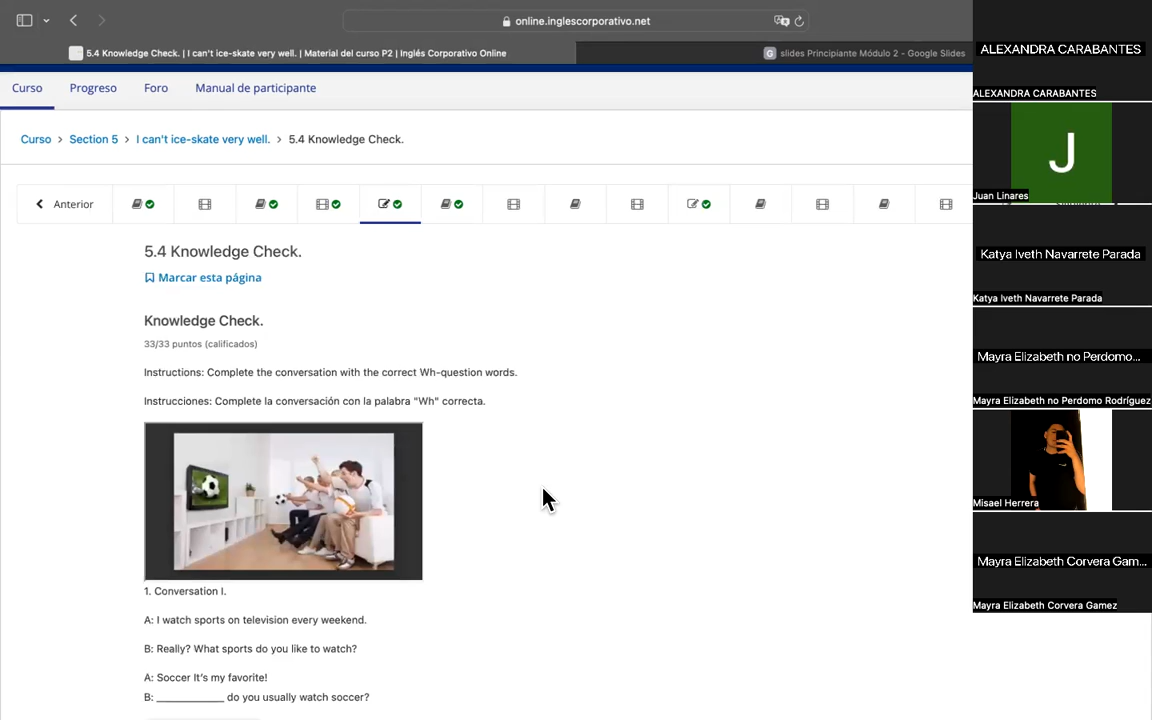 online.inglescorporativo.net
5.4 Knowledge Check. | I can't ice-skate very well. | Material del curso P2 | Inglés Corporativo Online
G slides Principiante Módulo 2 - Google Slides
Curso Progreso Foro Manual de participante
Curso > Section 5 > I can't ice-skate very well. > 5.4 Knowledge Check.
Anterior
5.4 Knowledge Check.
Marcar esta página
Knowledge Check.
33/33 puntos (calificados)
Instructions: Complete the conversation with the correct Wh-question words.
Instrucciones: Complete la conversación con la palabra "Wh" correcta.
1. Conversation I.
A: I watch sports on television every weekend.
B: Really? What sports do you like to watch?
A: Soccer It's my favorite!
B: ____________ do you usually watch soccer?
ALEXANDRA CARABANTES
ALEXANDRA CARABANTES
J
Juan Linares
Katya Iveth Navarrete Parada
Katya Iveth Navarrete Parada
Mayra Elizabeth no Perdomo...
Mayra Elizabeth no Perdomo Rodríguez
Misael Herrera
Mayra Elizabeth Corvera Gam...
Mayra Elizabeth Corvera Gamez